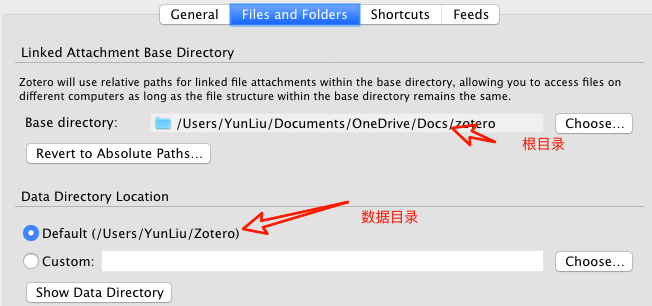 General Files and Folders Shortcuts Feeds
Linked Attachment Base Directory
Zotero will use relative paths for linked file attachments within the base directory, allowing you to access files on
different computers as long as the file structure within the base directory remains the same.
Base directory: /Users/YunLiu/Documents/OneDrive/Docs/zotero Choose...
根目录
Revert to Absolute Paths...
Data Directory Location
数据目录
Default (/Users/YunLiu/Zotero)
Custom: Choose...
Show Data Directory